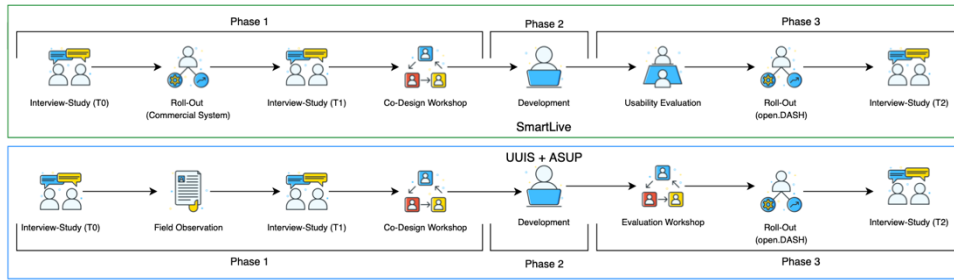 Phase 1
Phase 2
Phase 3
Interview-Study (T0)
Roll-Out
(Commercial System)
Interview-Study (T1)
Co-Design Workshop
Development
Usability Evaluation
Roll-Out
(open.DASH)
Interview-Study (T2)
SmartLive
UUIS + ASUP
Interview-Study (T0)
Field Observation
Interview-Study (T1)
Co-Design Workshop
Development
Evaluation Workshop
Roll-Out
(open.DASH)
Interview-Study (T2)
Phase 1
Phase 2
Phase 3